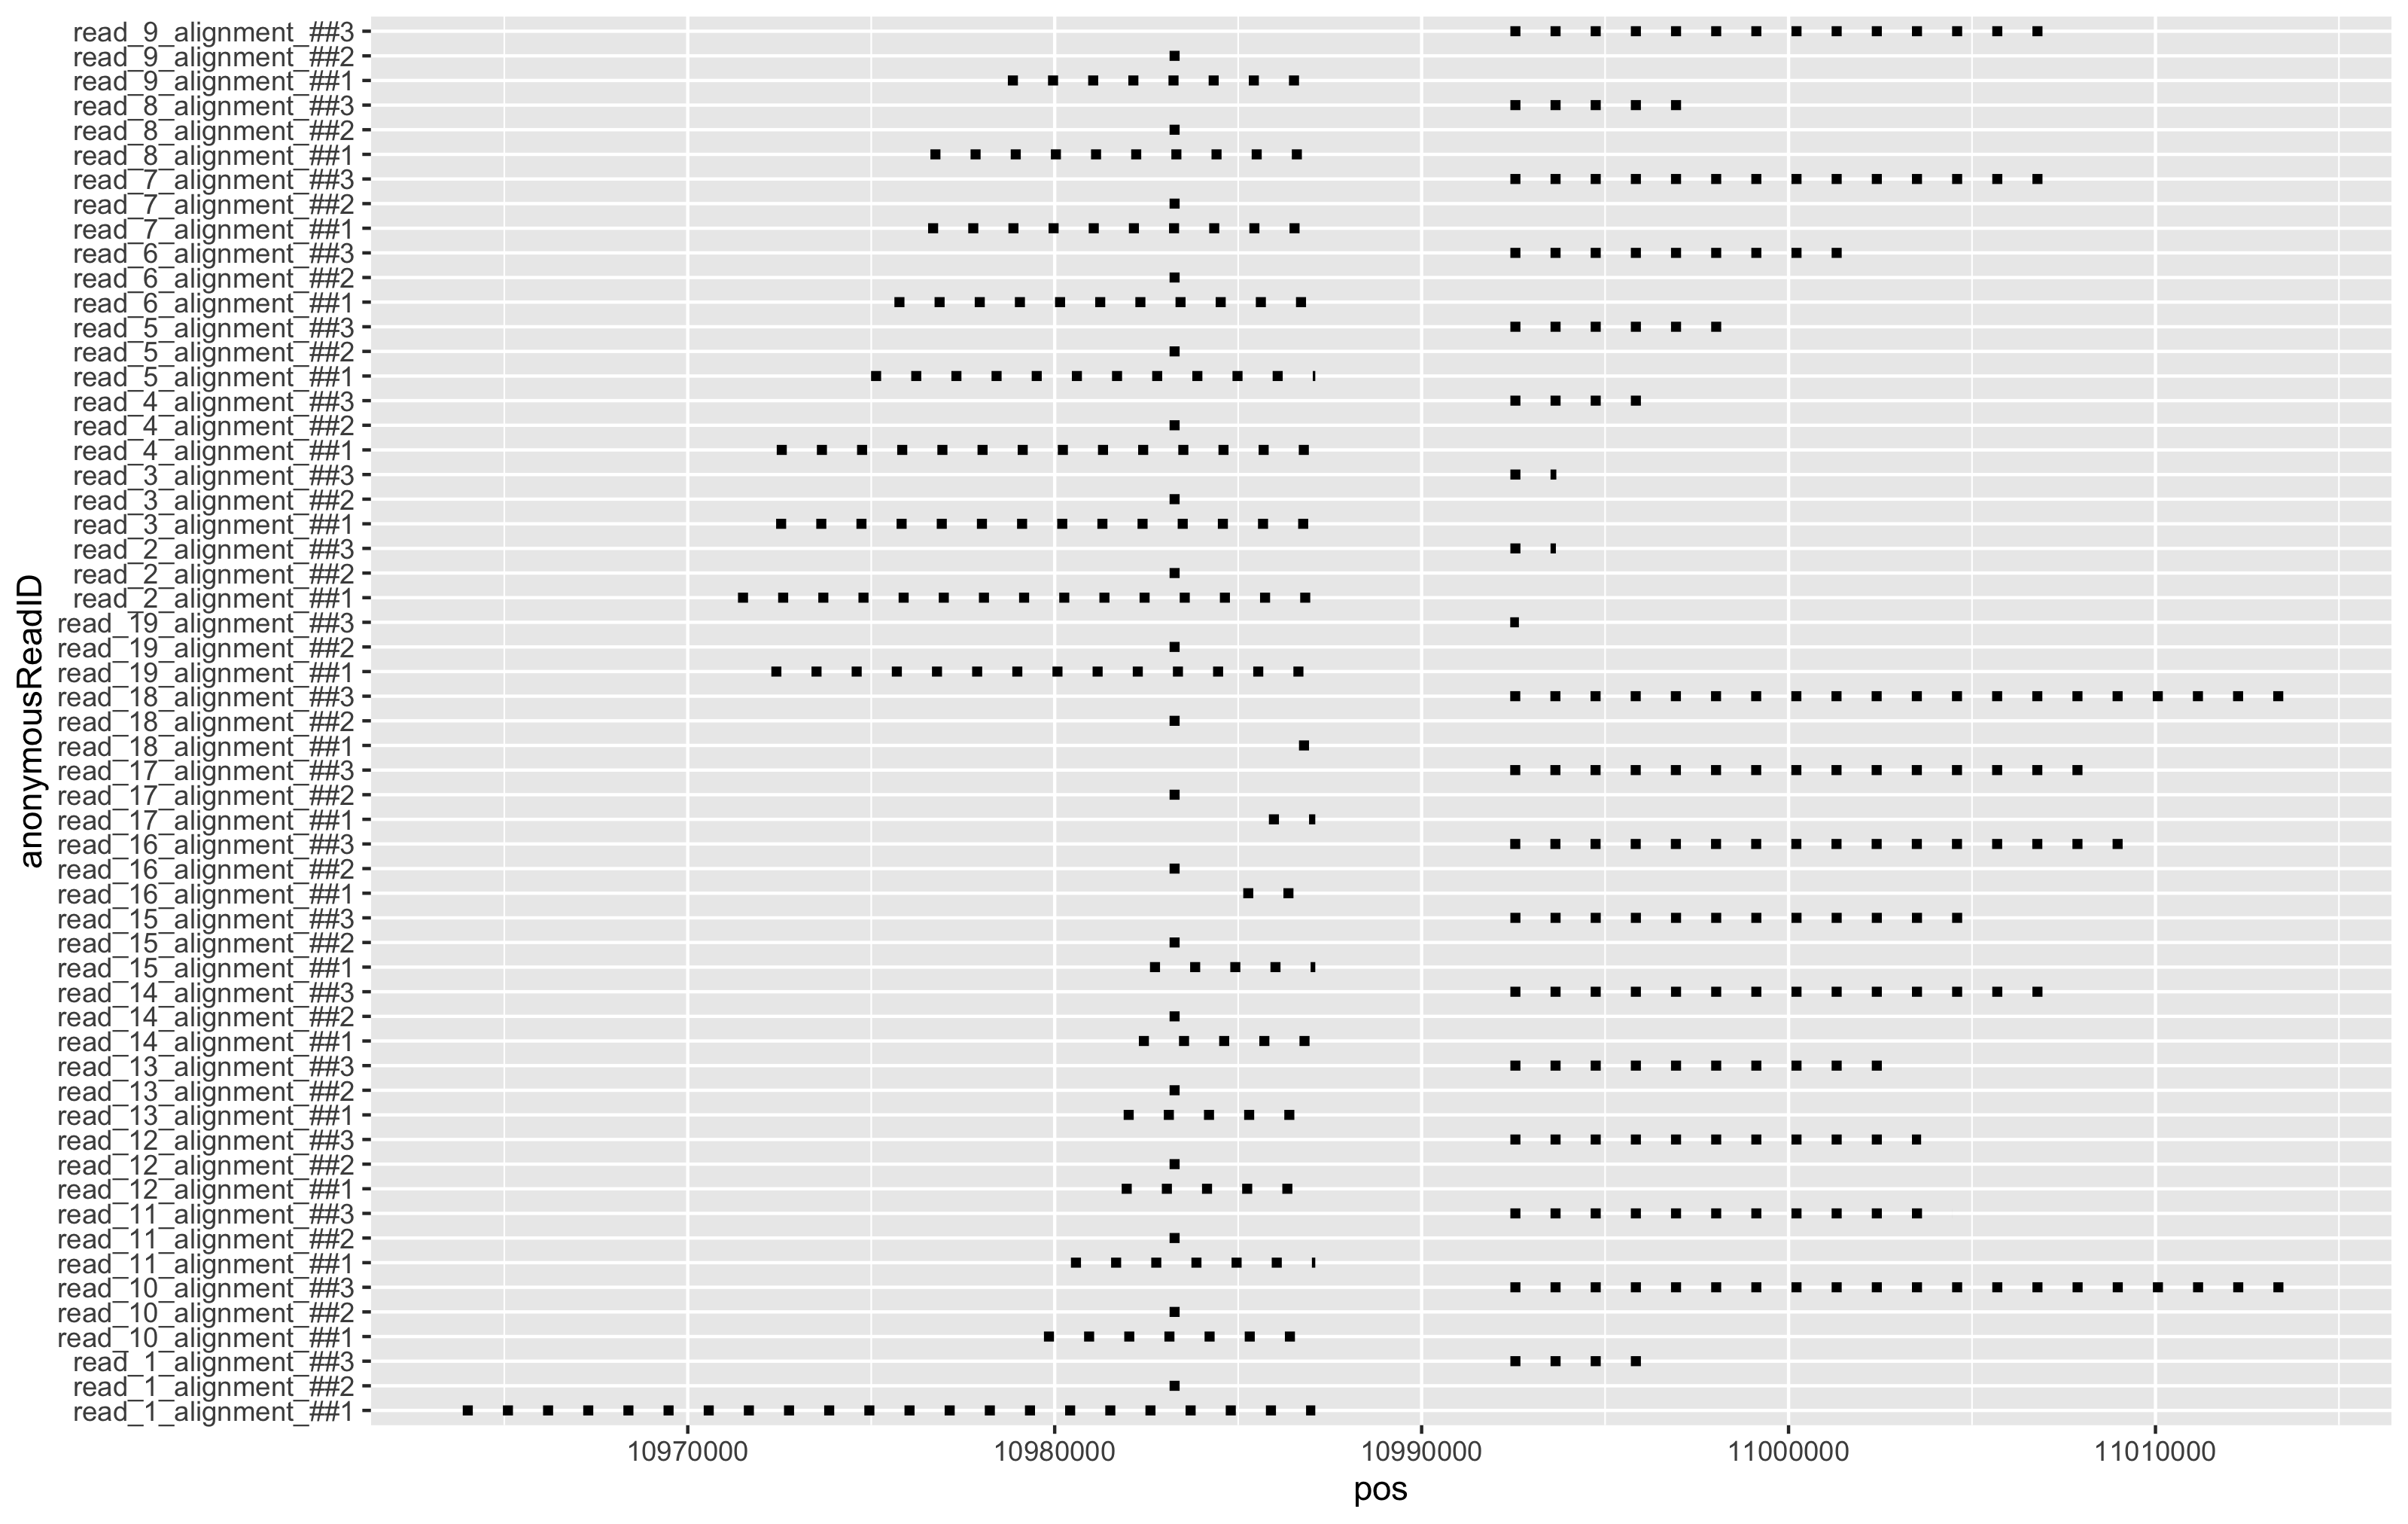 anonymousReadID
read_9_alignment_##3
read_9_alignment_##2
read_9_alignment_##1
read_8_alignment_##3
read_8_alignment_##2
read_8_alignment_##1
read_7_alignment_##3
read_7_alignment_##2
read_7_alignment_##1
read_6_alignment_##3
read_6_alignment_##2
read_6_alignment_##1
read_5_alignment_##3
read_5_alignment_##2
read_5_alignment_##1
read_4_alignment_##3
read_4_alignment_##2
read_4_alignment_##1
read_3_alignment_##3
read_3_alignment_##2
read_3_alignment_##1
read_2_alignment_##3
read_2_alignment_##2
read_2_alignment_##1
read_19_alignment_##3
read_19_alignment_##2
read_19_alignment_##1
read_18_alignment_##3
read_18_alignment_##2
read_18_alignment_##1
read_17_alignment_##3
read_17_alignment_##2
read_17_alignment_##1
read_16_alignment_##3
read_16_alignment_##2
read_16_alignment_##1
read_15_alignment_##3
read_15_alignment_##2
read_15_alignment_##1
read_14_alignment_##3
read_14_alignment_##2
read_14_alignment_##1
read_13_alignment_##3
read_13_alignment_##2
read_13_alignment_##1
read_12_alignment_##3
read_12_alignment_##2
read_12_alignment_##1
read_11_alignment_##3
read_11_alignment_##2
read_11_alignment_##1
read_10_alignment_##3
read_10_alignment_##2
read_10_alignment_##1
read_1_alignment_##3
read_1_alignment_##2
read_1_alignment_##1
10970000 10980000 10990000 11000000 11010000
pos